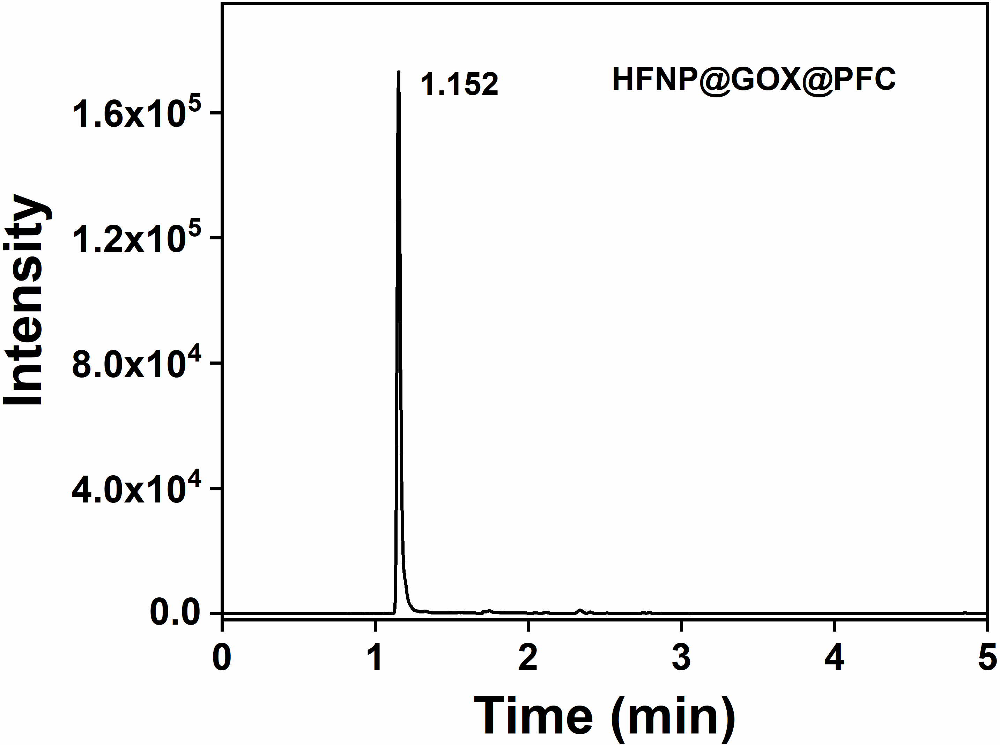 1.152
HFNP@GOX@PFC
Intensity
1.6x10⁵
1.2x10⁵
8.0x10⁴
4.0x10⁴
0.0
0 1 2 3 4 5
Time (min)